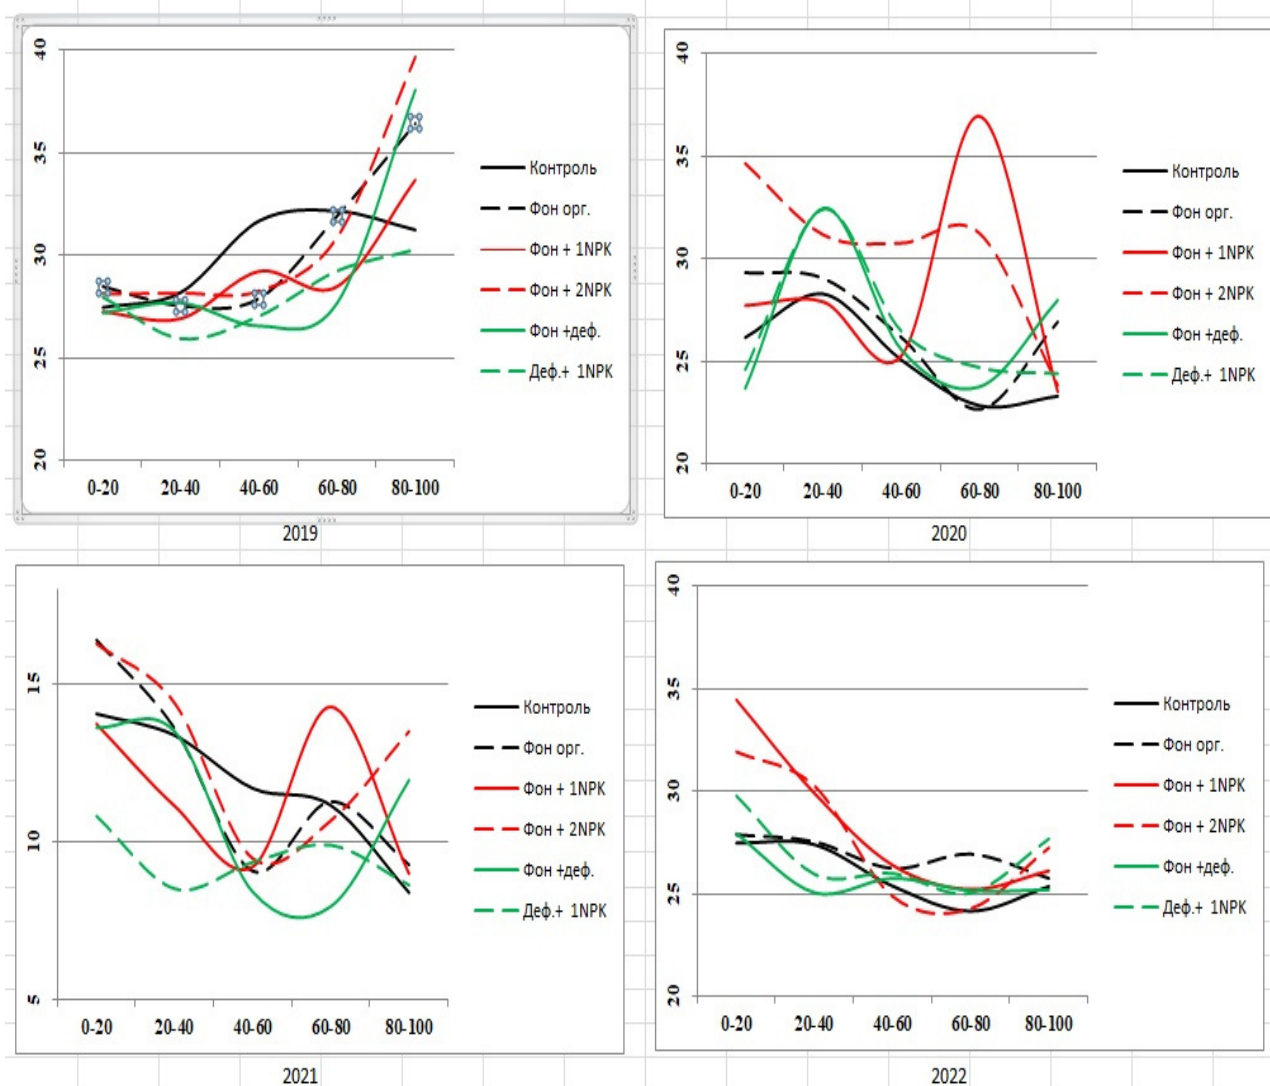 40
35
30
25
20
0-20 20-40 40-60 60-80 80-100
Контроль
Фон орг.
Фон + 1NPK
Фон + 2NPK
Фон +деф.
Деф.+ 1NPK
2019
40
35
30
25
20
0-20 20-40 40-60 60-80 80-100
Контроль
Фон орг.
Фон + 1NPK
Фон + 2NPK
Фон +деф.
Деф.+ 1NPK
2020
15
10
5
0-20 20-40 40-60 60-80 80-100
Контроль
Фон орг.
Фон + 1NPK
Фон + 2NPK
Фон +деф.
Деф.+ 1NPK
2021
40
35
30
25
20
0-20 20-40 40-60 60-80 80-100
Контроль
Фон орг.
Фон + 1NPK
Фон + 2NPK
Фон +деф.
Деф.+ 1NPK
2022